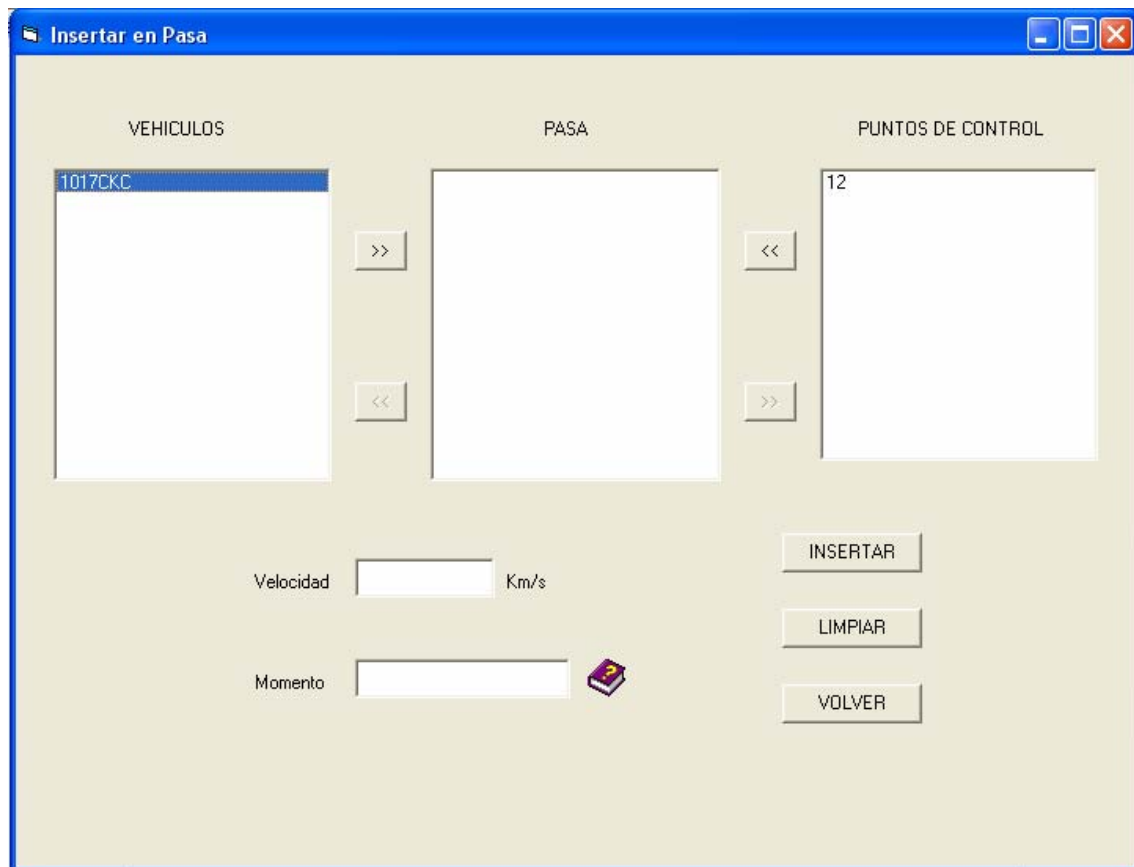 Insertar en Pasa
VEHICULOS PASA PUNTOS DE CONTROL
1017CKC 12
>> <<
<< >>
INSERTAR
Velocidad Km/s
LIMPIAR
Momento
VOLVER